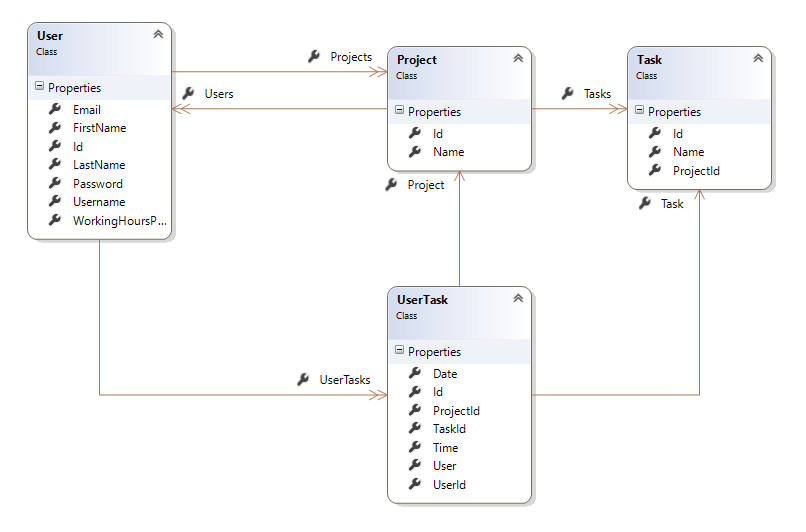 User
Class
Properties
Email
FirstName
Id
LastName
Password
Username
WorkingHoursP...
Projects
Users
Project
Class
Properties
Id
Name
Tasks
Task
Class
Properties
Id
Name
ProjectId
Project
Task
UserTasks
UserTask
Class
Properties
Date
Id
ProjectId
TaskId
Time
User
UserId